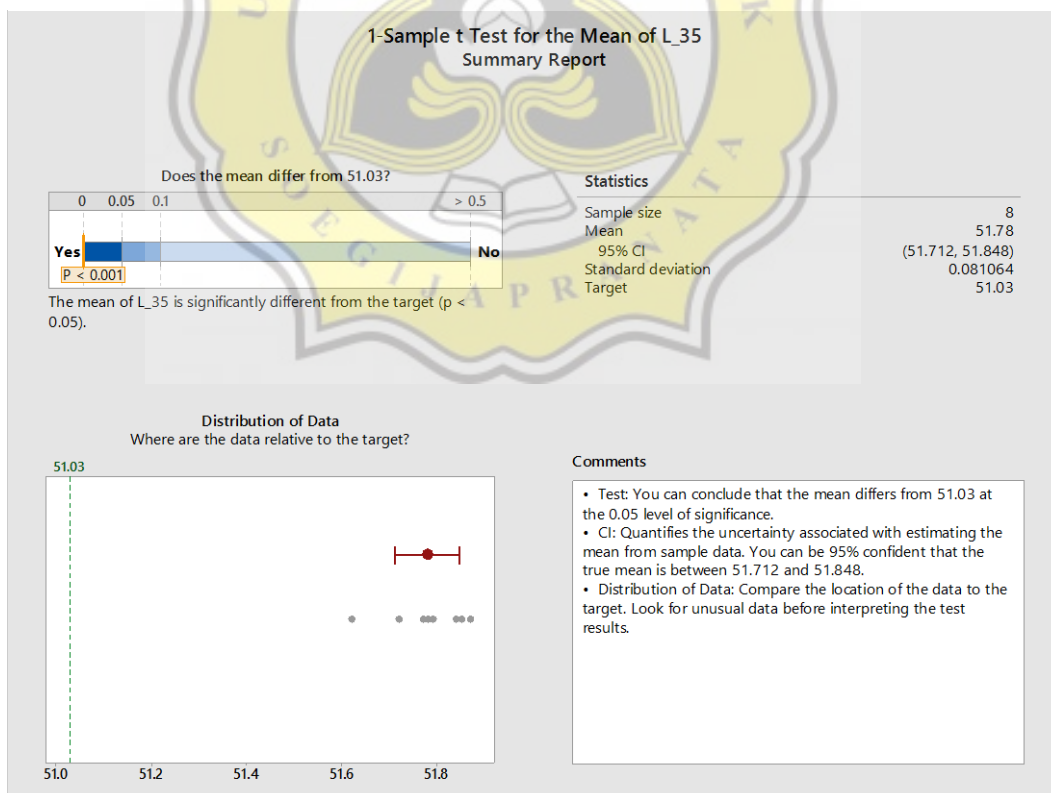 1-Sample t Test for the Mean of L_35
Summary Report
Does the mean differ from 51.03?
0 0.05 0.1 > 0.5
Yes No
P < 0.001
The mean of L_35 is significantly different from the target (p <
0.05).
Statistics
Sample size 8
Mean 51.78
95% CI (51.712, 51.848)
Standard deviation 0.081064
Target 51.03
Distribution of Data
Where are the data relative to the target?
51.03
51.0 51.2 51.4 51.6 51.8
Comments
• Test: You can conclude that the mean differs from 51.03 at
the 0.05 level of significance.
• CI: Quantifies the uncertainty associated with estimating the
mean from sample data. You can be 95% confident that the
true mean is between 51.712 and 51.848.
• Distribution of Data: Compare the location of the data to the
target. Look for unusual data before interpreting the test
results.
U K
SOEGIJAPRANATA